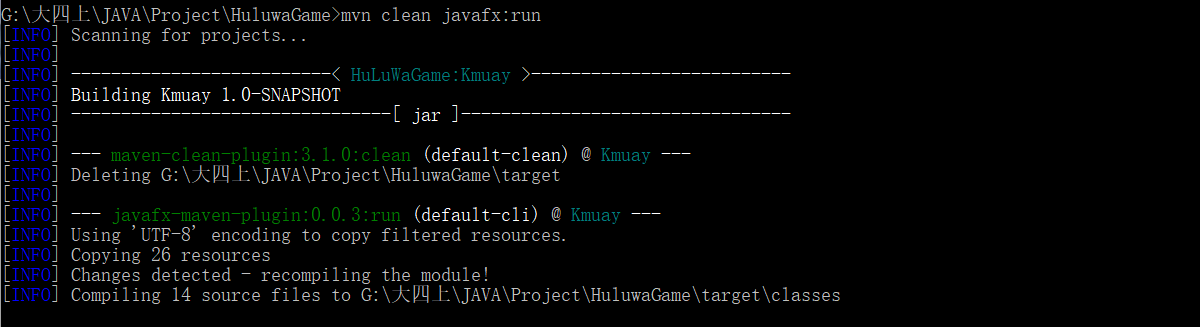 G:\大四上\JAVA\Project\HuluwaGame>mvn clean javafx:run
[INFO] Scanning for projects...
[INFO]
[INFO] --------------------------< HuLuWaGame:Kmuay >--------------------------
[INFO] Building Kmuay 1.0-SNAPSHOT
[INFO] --------------------------------[ jar ]---------------------------------
[INFO]
[INFO] --- maven-clean-plugin:3.1.0:clean (default-clean) @ Kmuay ---
[INFO] Deleting G:\大四上\JAVA\Project\HuluwaGame\target
[INFO]
[INFO] --- javafx-maven-plugin:0.0.3:run (default-cli) @ Kmuay ---
[INFO] Using 'UTF-8' encoding to copy filtered resources.
[INFO] Copying 26 resources
[INFO] Changes detected - recompiling the module!
[INFO] Compiling 14 source files to G:\大四上\JAVA\Project\HuluwaGame\target\classes